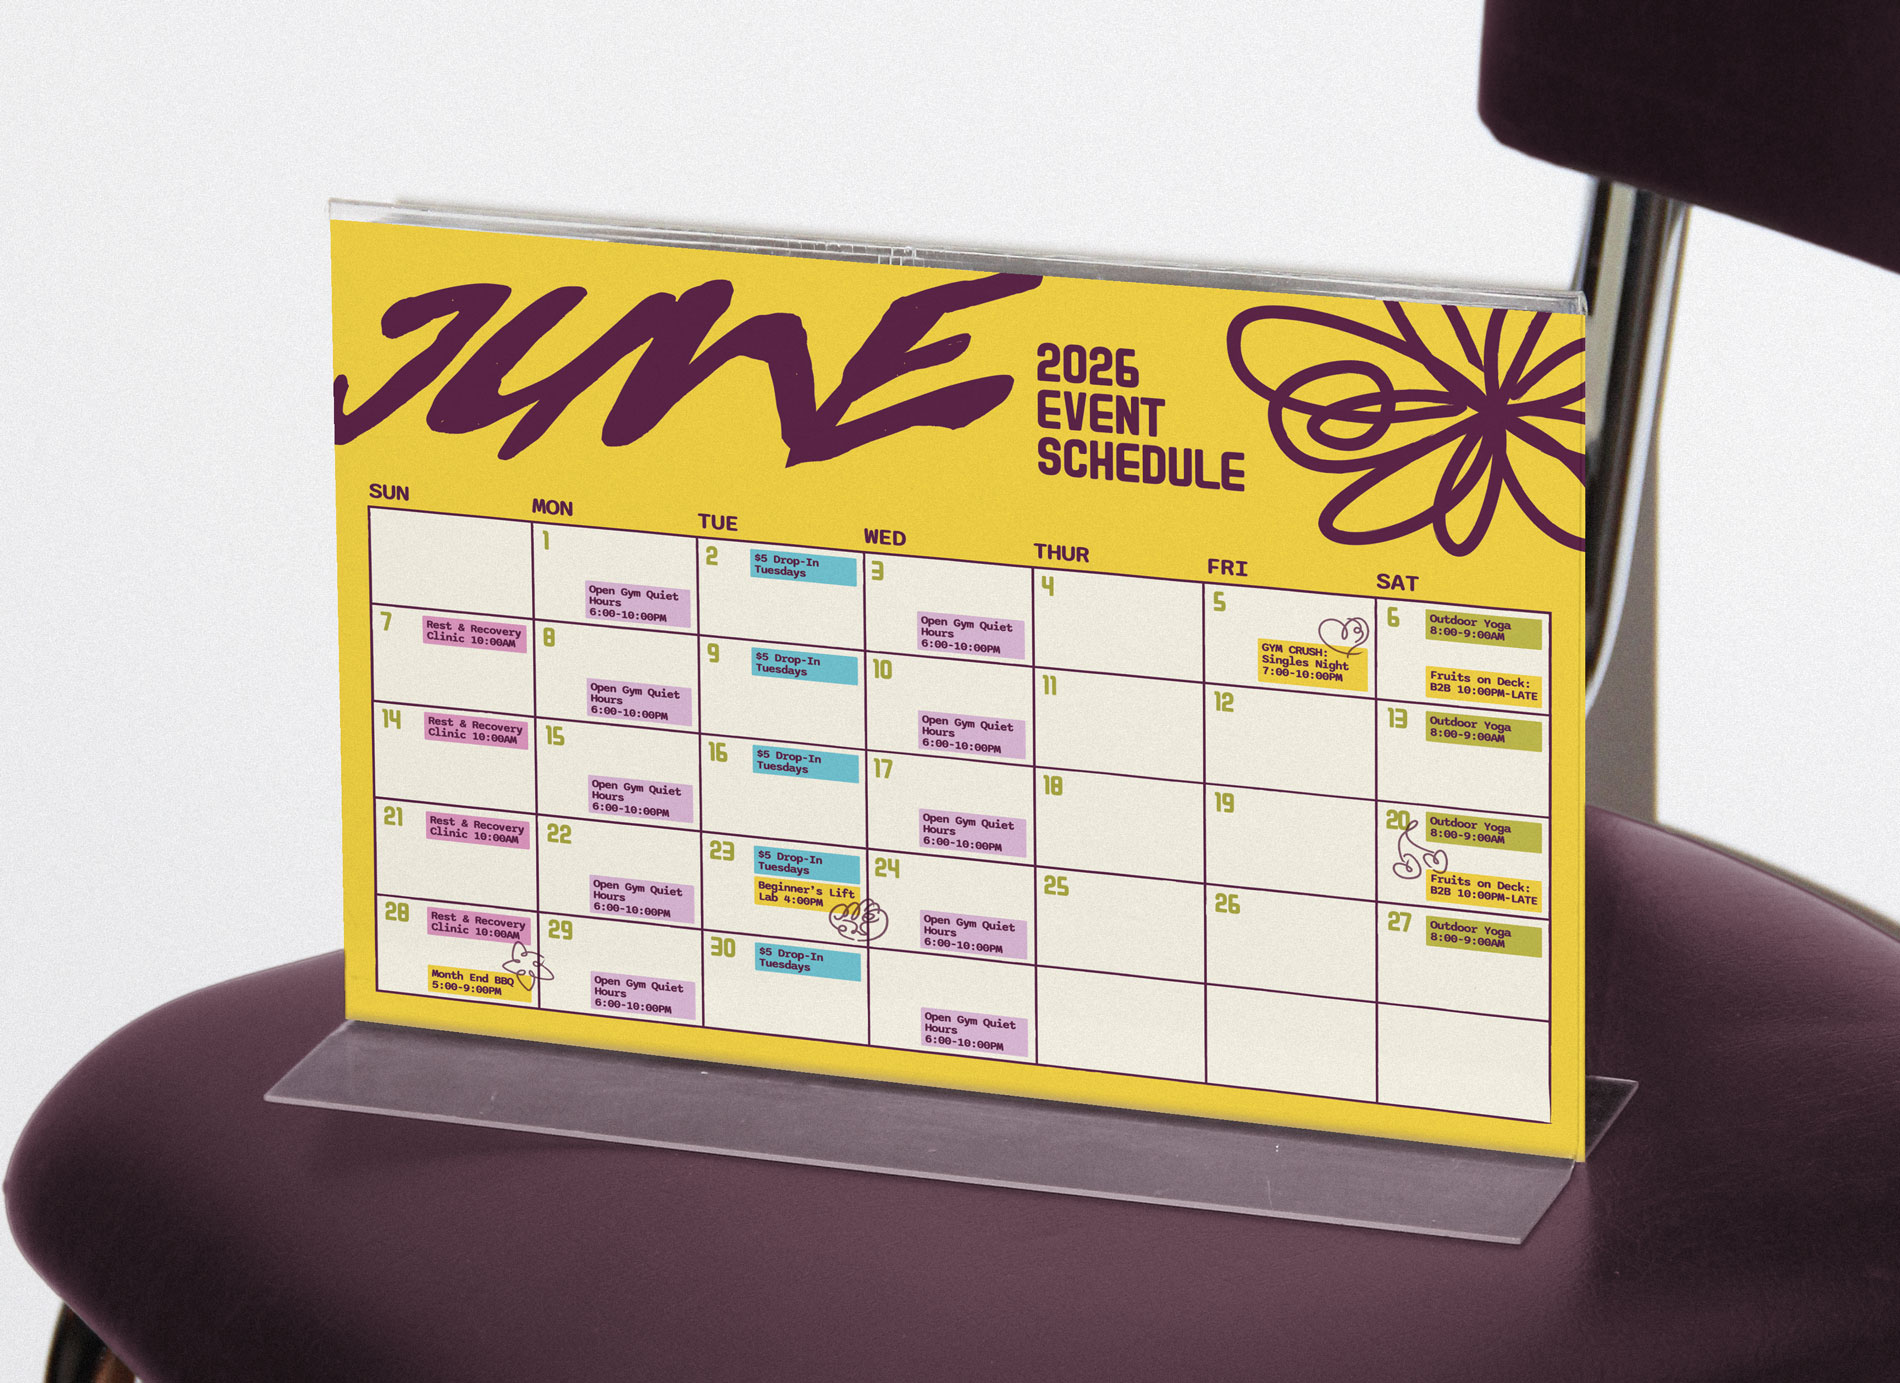 JUNE
2026
EVENT
SCHEDULE
SUN
MON
TUE
WED
THUR
FRI
SAT
1
Open Gym Quiet
Hours
6:00-10:00PM
2
$5 Drop-In
Tuesdays
3
Open Gym Quiet
Hours
6:00-10:00PM
4
5
GYM CRUSH:
Singles Night
7:00-10:00PM
6
Outdoor Yoga
8:00-9:00AM
Fruits on Deck:
B2B 10:00PM-LATE
7
Rest & Recovery
Clinic 10:00AM
8
Open Gym Quiet
Hours
6:00-10:00PM
9
$5 Drop-In
Tuesdays
10
Open Gym Quiet
Hours
6:00-10:00PM
11
12
13
Outdoor Yoga
8:00-9:00AM
14
Rest & Recovery
Clinic 10:00AM
15
Open Gym Quiet
Hours
6:00-10:00PM
16
$5 Drop-In
Tuesdays
17
Open Gym Quiet
Hours
6:00-10:00PM
18
19
20
Outdoor Yoga
8:00-9:00AM
Fruits on Deck:
B2B 10:00PM-LATE
21
Rest & Recovery
Clinic 10:00AM
22
Open Gym Quiet
Hours
6:00-10:00PM
23
$5 Drop-In
Tuesdays
Beginner's Lift
Lab 4:00PM
24
Open Gym Quiet
Hours
6:00-10:00PM
25
26
27
Outdoor Yoga
8:00-9:00AM
28
Rest & Recovery
Clinic 10:00AM
Month End BBQ
5:00-9:00PM
29
Open Gym Quiet
Hours
6:00-10:00PM
30
$5 Drop-In
Tuesdays
Open Gym Quiet
Hours
6:00-10:00PM